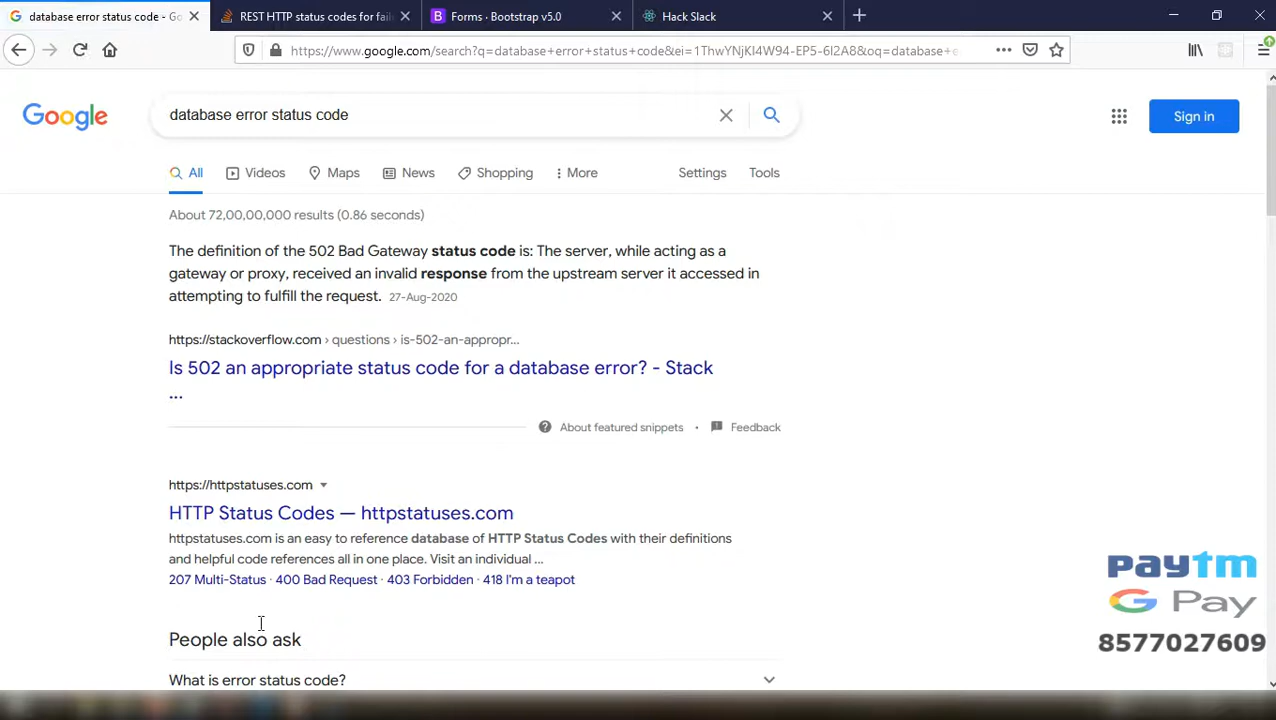 database error status code - Go
REST HTTP status codes for fail
Forms · Bootstrap v5.0
Hack Slack
https://www.google.com/search?q=database+error+status+code&ei=1ThwYNjKI4W94-EP5-6I2A8&oq=database+e
Google
database error status code
Sign in
All
Videos
Maps
News
Shopping
More
Settings
Tools
About 72,00,00,000 results (0.86 seconds)
The definition of the 502 Bad Gateway status code is: The server, while acting as a
gateway or proxy, received an invalid response from the upstream server it accessed in
attempting to fulfill the request. 27-Aug-2020
https://stackoverflow.com › questions › is-502-an-appropr...
Is 502 an appropriate status code for a database error? - Stack
...
About featured snippets • Feedback
https://httpstatuses.com
HTTP Status Codes — httpstatuses.com
httpstatuses.com is an easy to reference database of HTTP Status Codes with their definitions
and helpful code references all in one place. Visit an individual ...
207 Multi-Status · 400 Bad Request · 403 Forbidden · 418 I'm a teapot
People also ask
What is error status code?
paytm
G Pay
8577027609